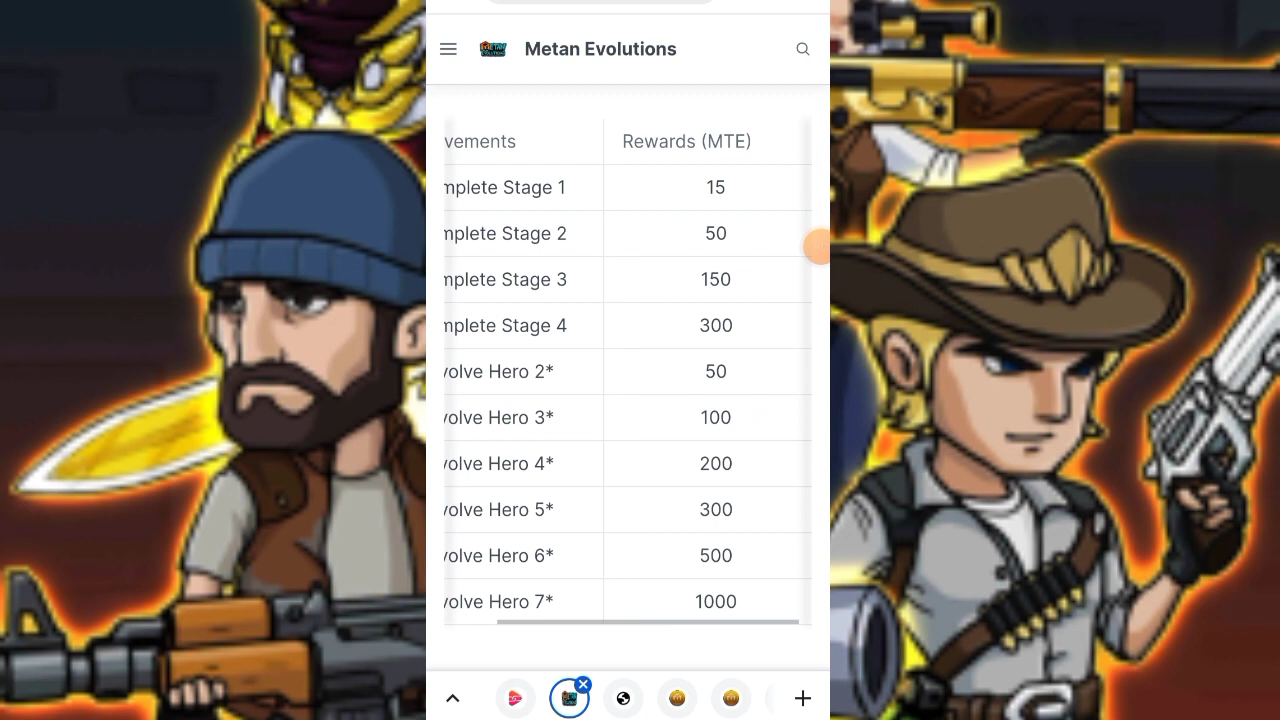 Metan Evolutions
vements Rewards (MTE)
mplete Stage 1 15
mplete Stage 2 50
mplete Stage 3 150
mplete Stage 4 300
volve Hero 2* 50
volve Hero 3* 100
volve Hero 4* 200
volve Hero 5* 300
volve Hero 6* 500
volve Hero 7* 1000